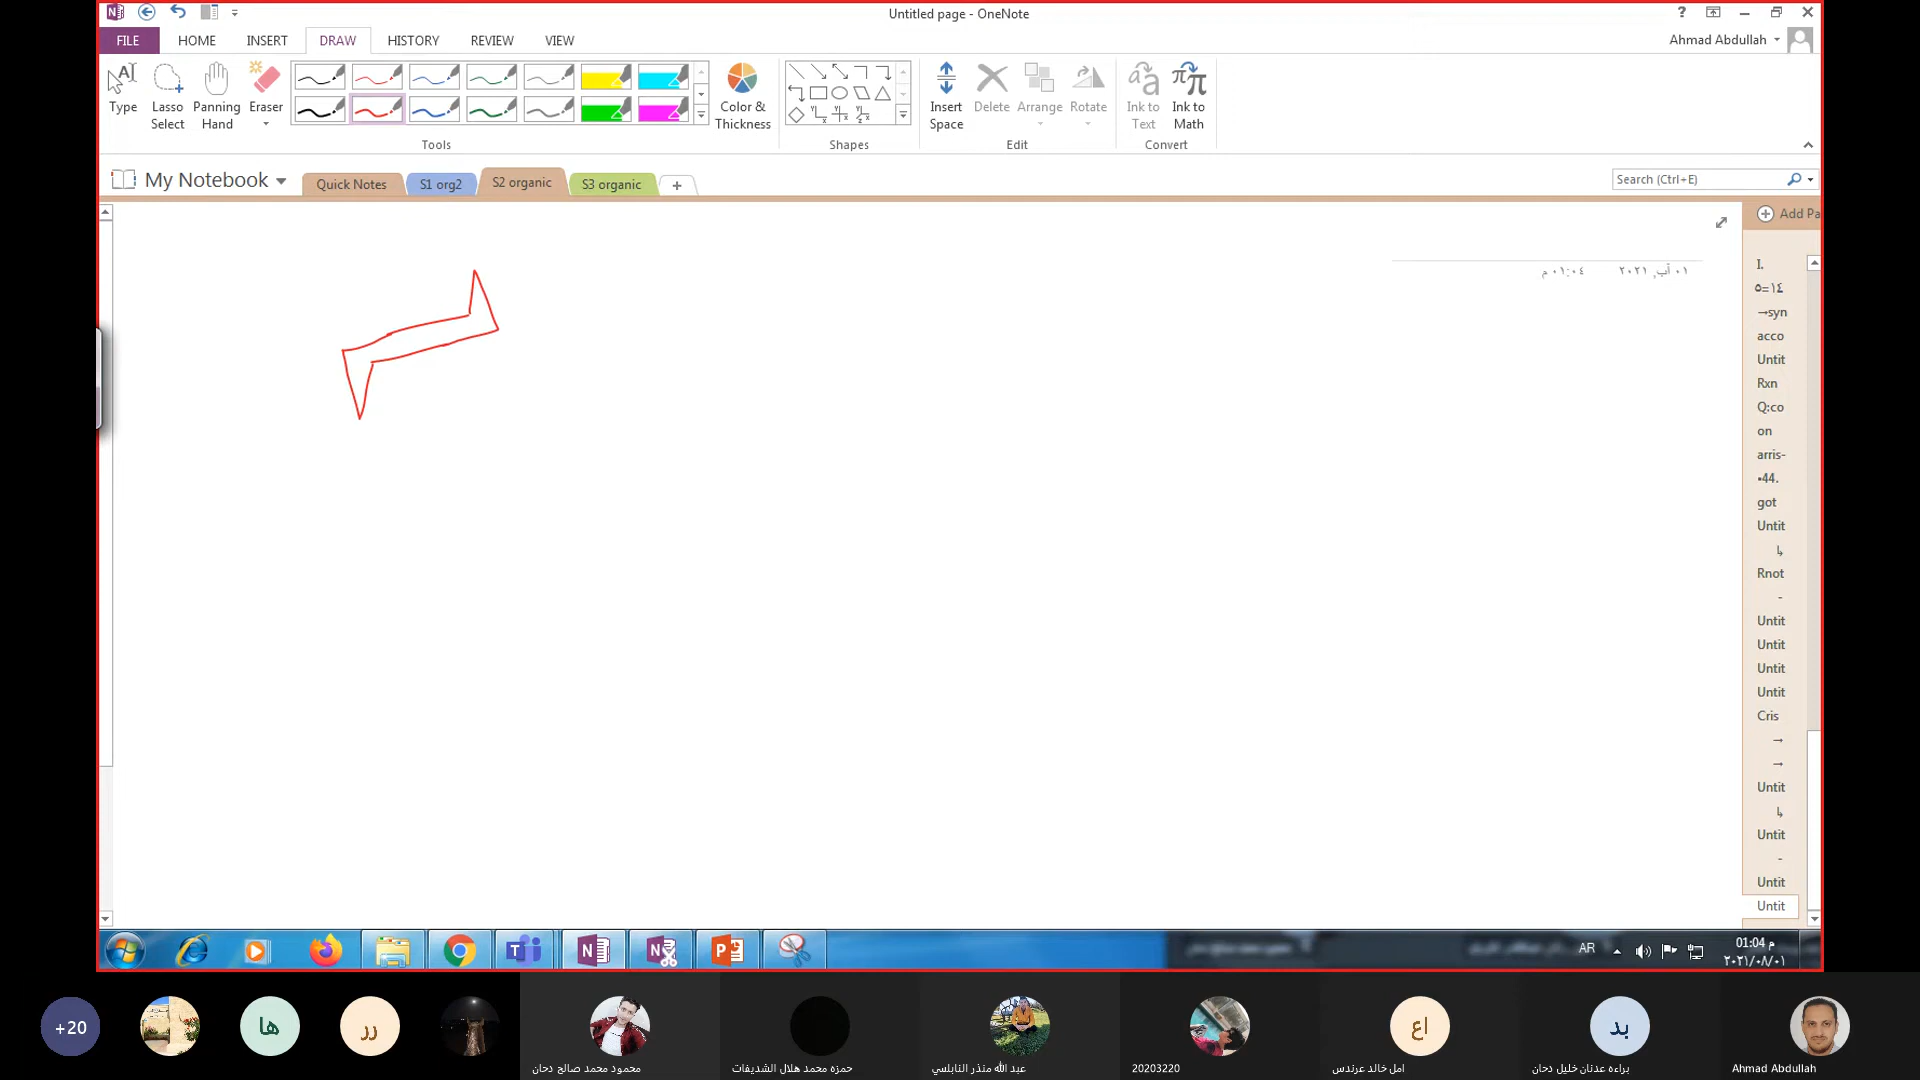 Untitled page - OneNote
?
Ahmad Abdullah
FILE HOME INSERT DRAW HISTORY REVIEW VIEW
Type
Lasso Select
Panning Hand
Eraser
Color & Thickness
Insert Space
Delete
Arrange
Rotate
Ink to Text
Ink to Math
Tools
Shapes
Edit
Convert
My Notebook
Quick Notes
S1 org2
S2 organic
S3 organic
Search (Ctrl+E)
Add Pa
٠١ آب, ٢٠٢١ ٠١:٠٤ م
I.
٥=١٤
→syn
acco
Untit
Rxn
Q:co
on
arris-
•44.
got
Untit
↳
Rnot
-
Untit
Untit
Untit
Untit
Cris
→
→
Untit
↳
Untit
-
Untit
Untit
AR
01:04 م
٢٠٢١/٠٨/٠١
+20
ها
رر
محمود محمد صالح دحان
حمزه محمد هلال الشديفات
عبد الله منذر النابلسي
20203220
اع
امل خالد عرندس
بد
براءه عدنان خليل دحان
Ahmad Abdullah